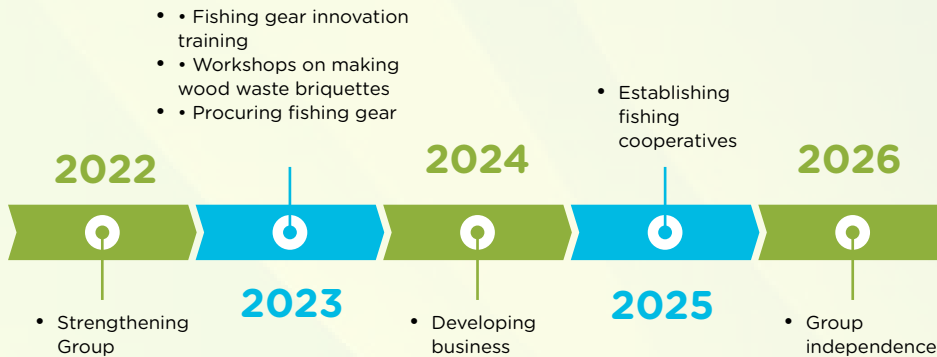 • • Fishing gear innovation
training
• • Workshops on making
wood waste briquettes
• • Procuring fishing gear
• Establishing
fishing
cooperatives
2022
2024
2026
2023
2025
• Strengthening
Group
• Developing
business
• Group
independence